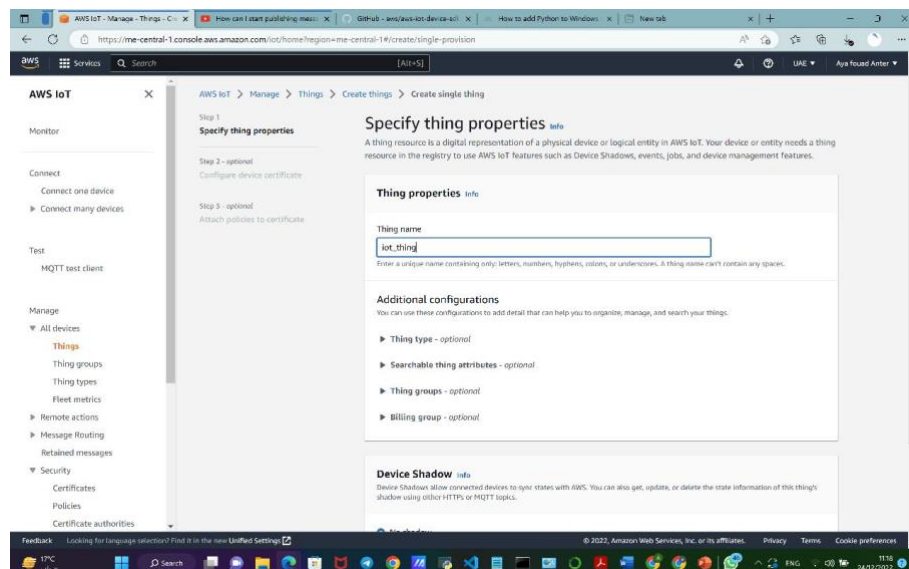 AWS IoT - Manage - Things - C
How can I start publishing mess
GitHub - aws/aws-iot-device-sd
How to add Python to Windows
New tab
https://me-central-1.console.aws.amazon.com/iot/home?region=me-central-1#/create/single-provision
aws
Services
Search
[Alt+S]
UAE
Aya fouad Anter
AWS IoT
Monitor
Connect
Connect one device
Connect many devices
Test
MQTT test client
Manage
All devices
Things
Thing groups
Thing types
Fleet metrics
Remote actions
Message Routing
Retained messages
Security
Certificates
Policies
Certificate authorities
AWS IoT > Manage > Things > Create things > Create single thing
Step 1
Specify thing properties
Step 2 - optional
Configure device certificate
Step 3 - optional
Attach policies to certificate
Specify thing properties Info
A thing resource is a digital representation of a physical device or logical entity in AWS IoT. Your device or entity needs a thing
resource in the registry to use AWS IoT features such as Device Shadows, events, jobs, and device management features.
Thing properties Info
Thing name
iot_thing
Enter a unique name containing only: letters, numbers, hyphens, colons, or underscores. A thing name can't contain any spaces.
Additional configurations
You can use these configurations to add detail that can help you to organize, manage, and search your things.
Thing type - optional
Searchable thing attributes - optional
Thing groups - optional
Billing group - optional
Device Shadow Info
Device Shadows allow connected devices to sync states with AWS. You can also get, update, or delete the state information of this thing's
shadow using either HTTPs or MQTT topics.
Feedback
Looking for language selection? Find it in the new Unified Settings
© 2022, Amazon Web Services, Inc. or its affiliates.
Privacy
Terms
Cookie preferences
17°C
Search
ENG
11:18
24/12/2022